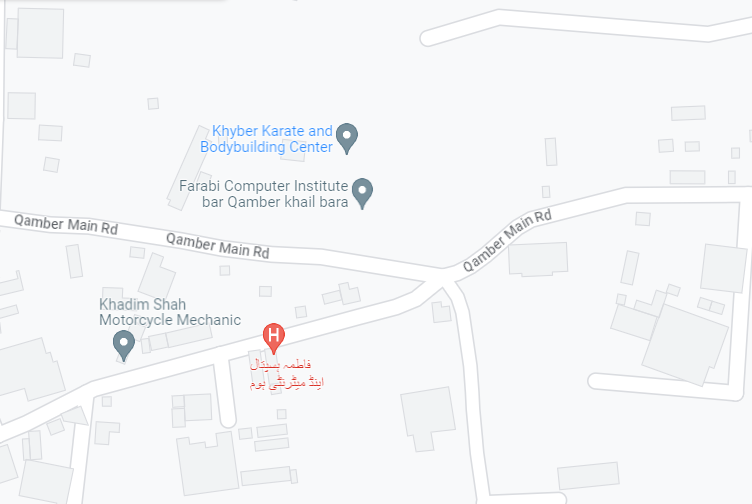 Khyber Karate and
Bodybuilding Center
Farabi Computer Institute
bar Qamber khail bara
Qamber Main Rd
Qamber Main Rd
Qamber Main Rd
Khadim Shah
Motorcycle Mechanic
H
فاطمہ ہسپتال
اینڈ میٹرنٹی ہوم